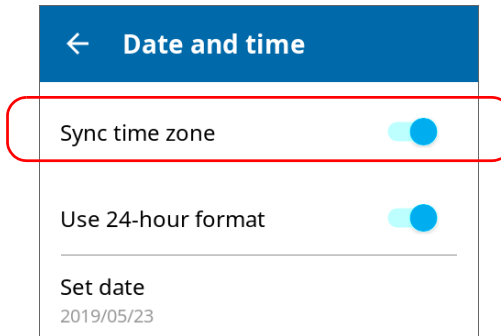 Date and time
Sync time zone
Use 24-hour format
Set date
2019/05/23